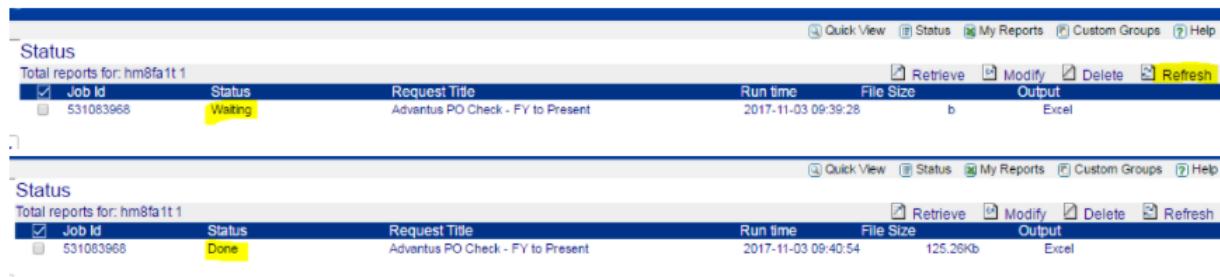 Quick View Status My Reports Custom Groups Help
Status
Total reports for: hm8fa1t 1 Retrieve Modify Delete Refresh
Job Id Status Request Title Run time File Size Output
531083968 Waiting Advantus PO Check - FY to Present 2017-11-03 09:39:28 b Excel
Quick View Status My Reports Custom Groups Help
Status
Total reports for: hm8fa1t 1 Retrieve Modify Delete Refresh
Job Id Status Request Title Run time File Size Output
531083968 Done Advantus PO Check - FY to Present 2017-11-03 09:40:54 125.26Kb Excel